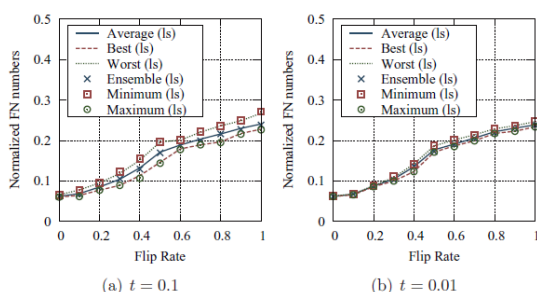 0.5
0.4
0.3
0.2
0.1
0
Normalized FN numbers
Average (ls)
Best (ls)
Worst (ls)
Ensemble (ls)
Minimum (ls)
Maximum (ls)
0 0.2 0.4 0.6 0.8 1
Flip Rate
(a) t = 0.1
0.5
0.4
0.3
0.2
0.1
0
Normalized FN numbers
Average (ls)
Best (ls)
Worst (ls)
Ensemble (ls)
Minimum (ls)
Maximum (ls)
0 0.2 0.4 0.6 0.8 1
Flip Rate
(b) t = 0.01